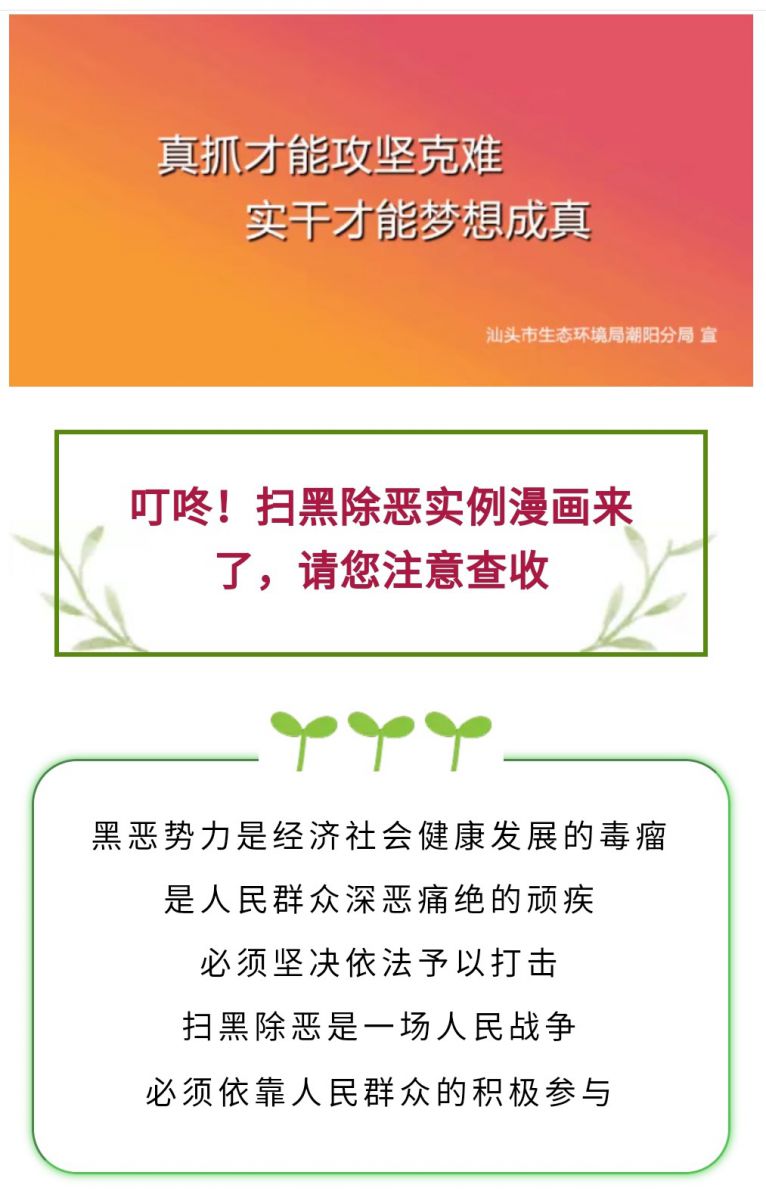 真抓才能攻坚克难
实干才能梦想成真
汕头市生态环境局潮阳分局 宣
叮咚！扫黑除恶实例漫画来
了，请您注意查收
黑恶势力是经济社会健康发展的毒瘤
是人民群众深恶痛绝的顽疾
必须坚决依法予以打击
扫黑除恶是一场人民战争
必须依靠人民群众的积极参与